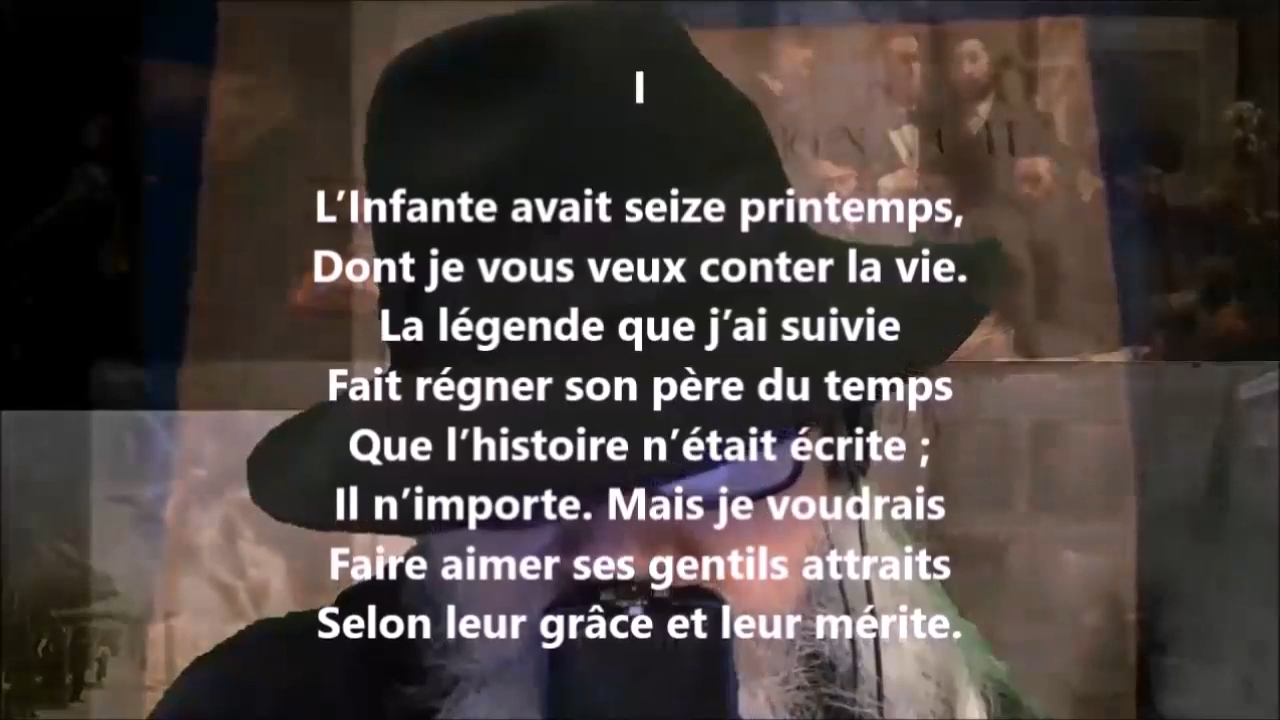 I
L’Infante avait seize printemps,
Dont je vous veux conter la vie.
La légende que j’ai suivie
Fait régner son père du temps
Que l’histoire n’était écrite ;
Il n’importe. Mais je voudrais
Faire aimer ses gentils attraits
Selon leur grâce et leur mérite.